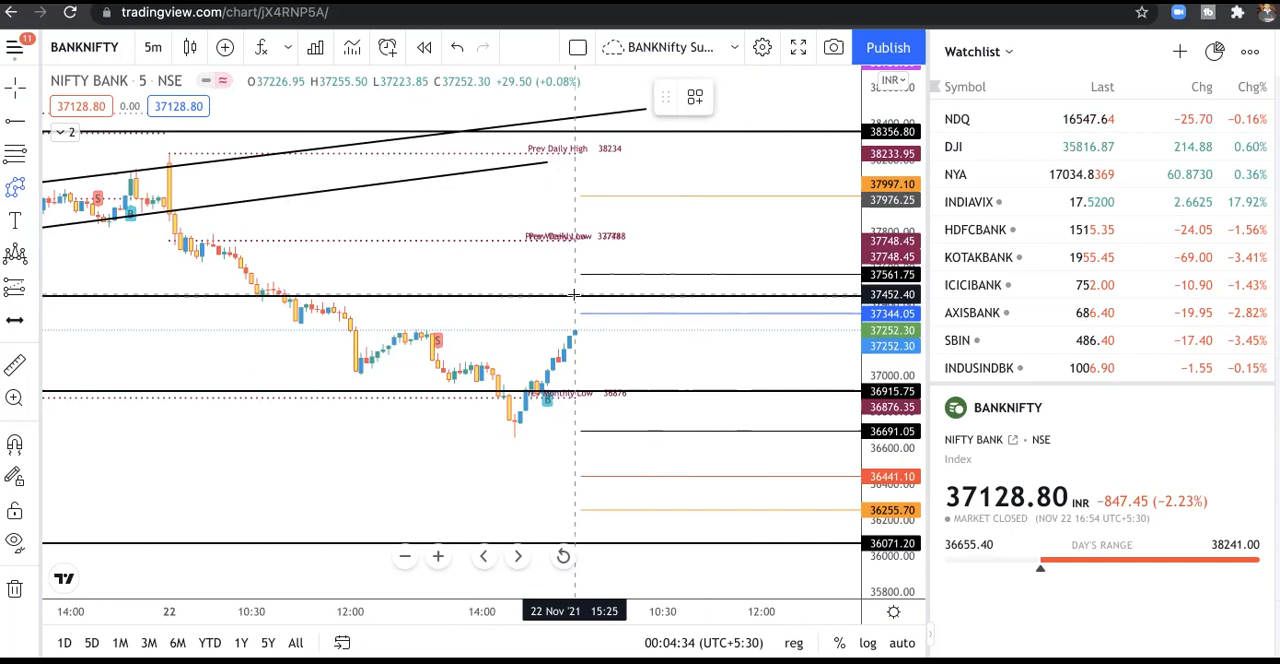 tradingview.com/chart/jX4RNP5A/
11
BANKNIFTY 5m BANKNifty Su... Publish
Watchlist
NIFTY BANK · 5 · NSE O37226.95 H37255.50 L37223.85 C37252.30 +29.50 (+0.08%)
INR
37128.80 0.00 37128.80
2
Symbol Last Chg Chg%
NDQ 16547.64 −25.70 −0.16%
DJI 35816.87 214.88 0.60%
NYA 17034.8369 60.8730 0.36%
INDIAVIX 17.5200 2.6625 17.92%
HDFCBANK 1515.35 −24.05 −1.56%
KOTAKBANK 1955.45 −69.00 −3.41%
ICICIBANK 752.00 −10.90 −1.43%
AXISBANK 686.40 −19.95 −2.82%
SBIN 486.40 −17.40 −3.45%
INDUSINDBK 1006.90 −1.55 −0.15%
BANKNIFTY
NIFTY BANK · NSE
Index
37128.80 INR −847.45 (−2.23%)
MARKET CLOSED (NOV 22 16:54 UTC+5:30)
36655.40 DAY'S RANGE 38241.00
Prev Daily High 38234
Prev Monthly Low 36876
S
B
S
B
38356.80
38233.95
37997.10
37976.25
37748.45
37748.45
37561.75
37452.40
37344.05
37252.30
37252.30
37000.00
36915.75
36876.35
36691.05
36600.00
36441.10
36255.70
36200.00
36071.20
36000.00
35800.00
14:00 22 10:30 12:00 14:00 22 Nov '21 15:25 10:30 12:00
1D 5D 1M 3M 6M YTD 1Y 5Y All 00:04:34 (UTC+5:30) reg % log auto